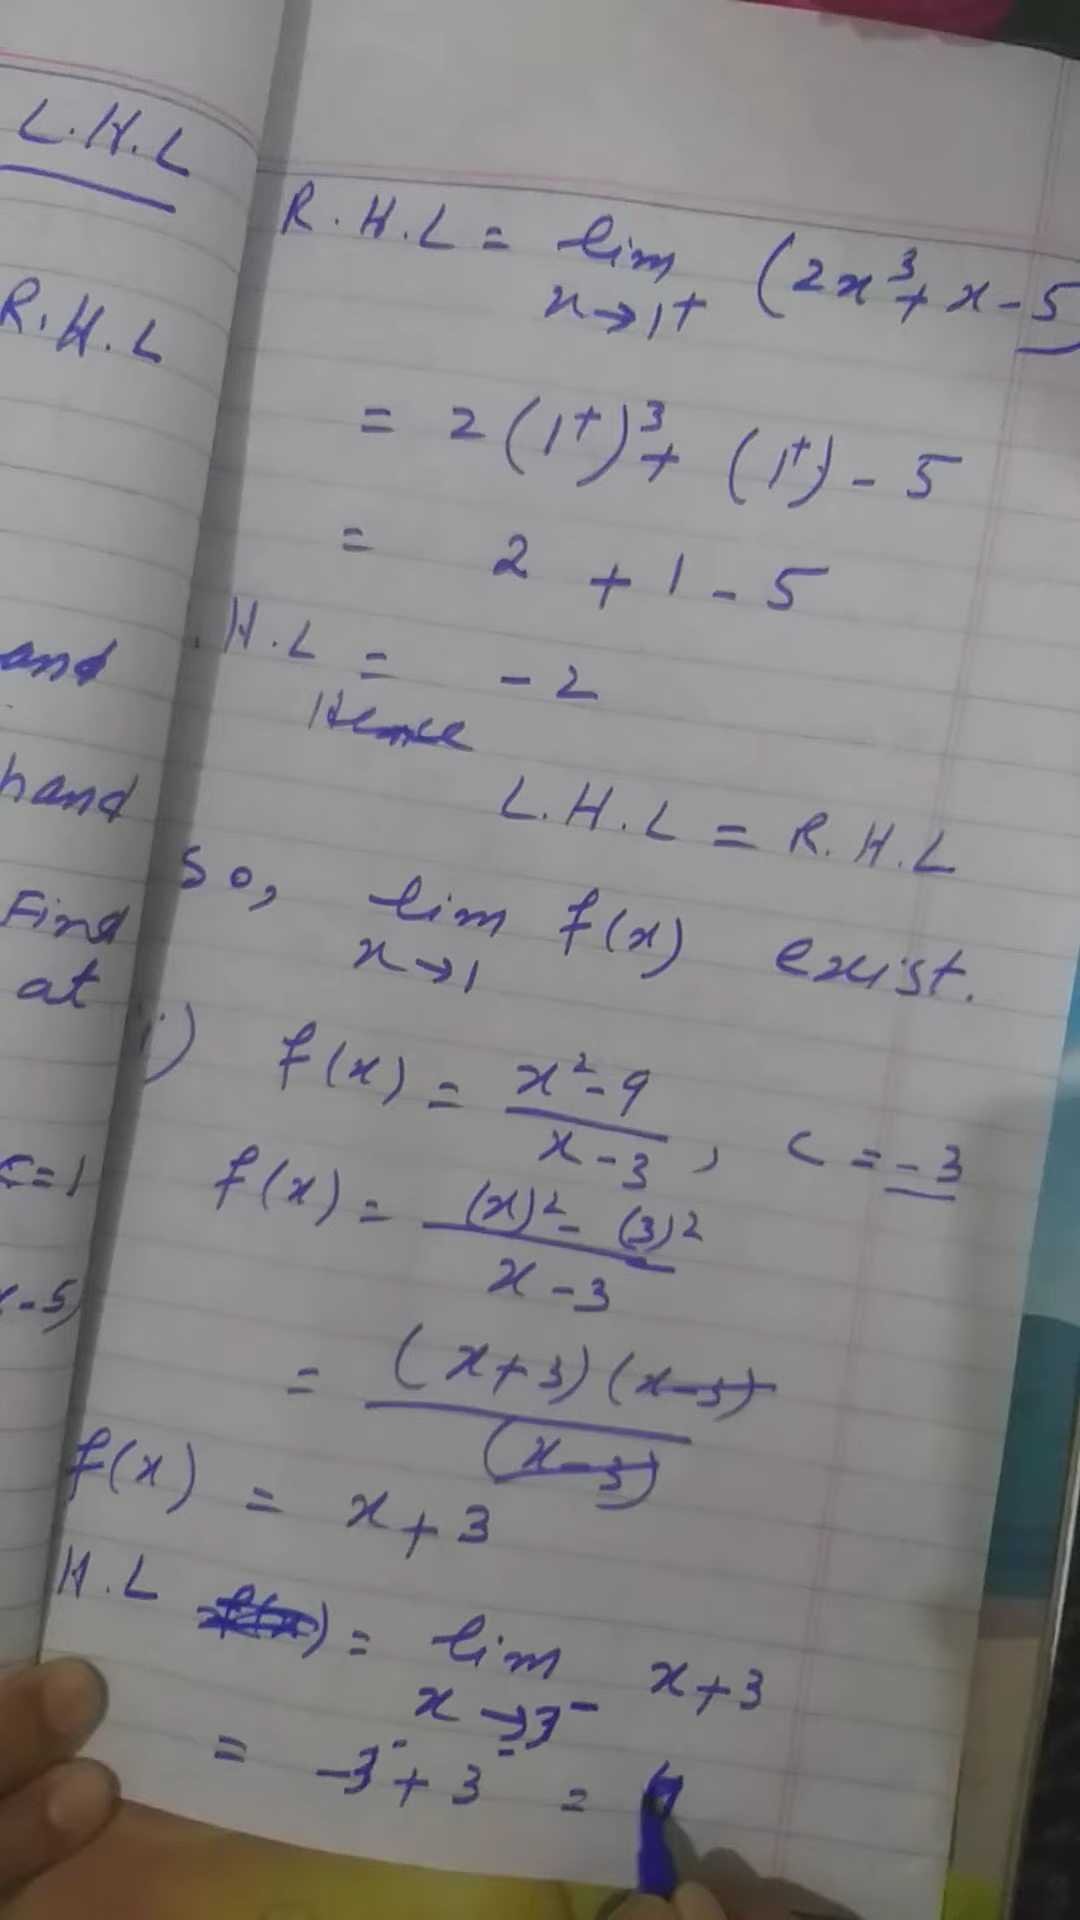 L.H.L
R.H.L
and
hand
Find
at
c=1
x-5)
R.H.L = lim (2x³+x-5
x→1+
= 2(1+)³+ (1+)-5
= 2 +1-5
.H.L = -2
Hence
L.H.L = R.H.L
So, lim f(x) exist.
x→1
i) f(x) = x²-9 / x-3 , c = -3
f(x) = (x)²-(3)² / x-3
= (x+3)(x-3) / (x-3)
f(x) = x+3
H.L = lim x+3
x→3-
= -3-+3 =